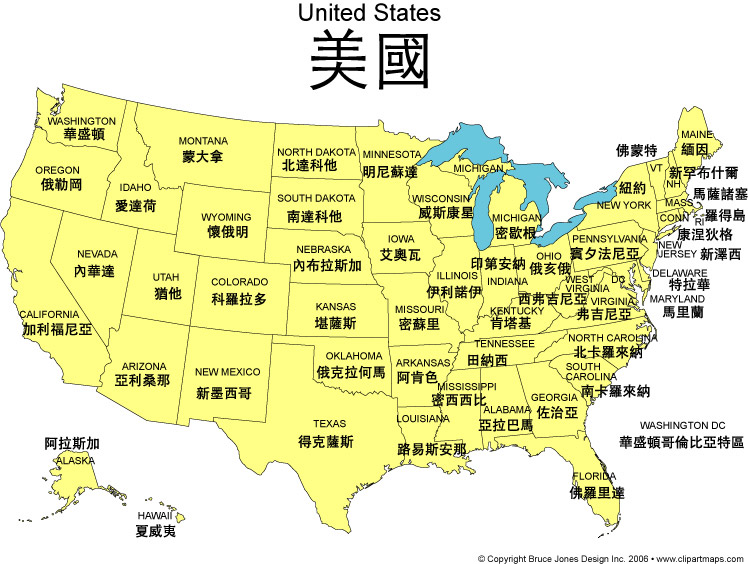 United States
美國
WASHINGTON
華盛頓
OREGON
俄勒岡
IDAHO
愛達荷
MONTANA
蒙大拿
WYOMING
懷俄明
NORTH DAKOTA
北達科他
SOUTH DAKOTA
南達科他
NEBRASKA
內布拉斯加
KANSAS
堪薩斯
OKLAHOMA
俄克拉何馬
TEXAS
得克薩斯
NEVADA
內華達
UTAH
猶他
COLORADO
科羅拉多
CALIFORNIA
加利福尼亞
ARIZONA
亞利桑那
NEW MEXICO
新墨西哥
MINNESOTA
明尼蘇達
IOWA
艾奧瓦
MISSOURI
密蘇里
ARKANSAS
阿肯色
LOUISIANA
路易斯安那
WISCONSIN
威斯康星
MICHIGAN
MICHIGAN
密歇根
ILLINOIS
伊利諾伊
印第安納
INDIANA
OHIO
俄亥俄
KENTUCKY
肯塔基
TENNESSEE
田納西
MISSISSIPPI
密西西比
ALABAMA
亞拉巴馬
GEORGIA
佐治亞
FLORIDA
佛羅里達
SOUTH
CAROLINA
南卡羅來納
NORTH CAROLINA
北卡羅來納
WEST
VIRGINIA
西弗吉尼亞
VIRGINIA
弗吉尼亞
DC
PENNSYLVANIA
賓夕法尼亞
紐約
NEW YORK
佛蒙特
VT
MAINE
緬因
新罕布什爾
NH
馬薩諸塞
MASS
RI
羅得島
CONN
康涅狄格
NEW
JERSEY
新澤西
DELAWARE
特拉華
MARYLAND
馬里蘭
WASHINGTON DC
華盛頓哥倫比亞特區
阿拉斯加
ALASKA
HAWAII
夏威夷
© Copyright Bruce Jones Design Inc. 2006 • www.clipartmaps.com